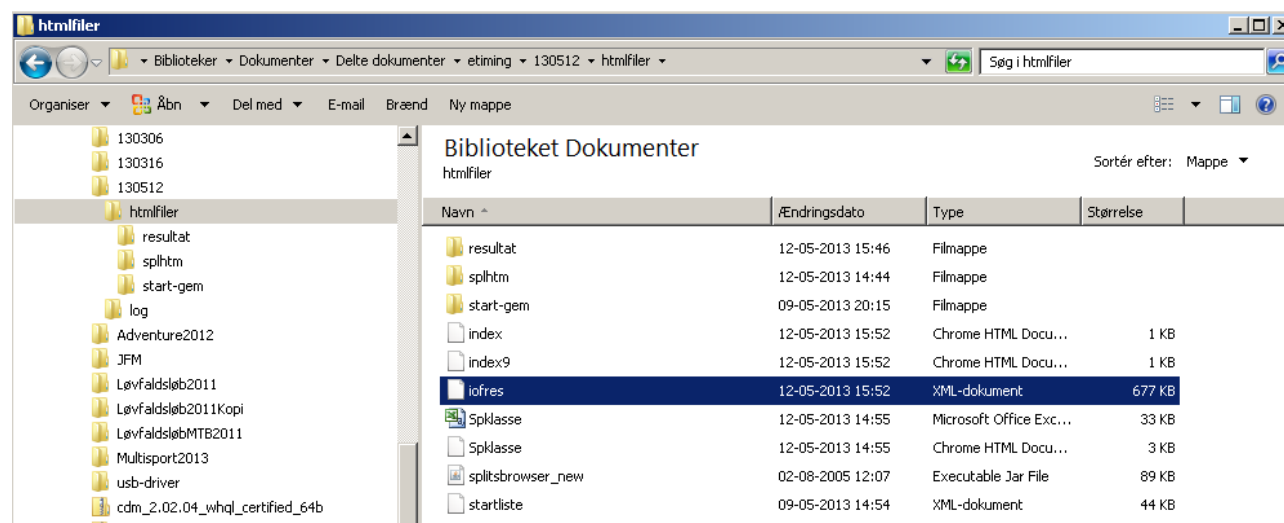 htmlfiler
Biblioteker Dokumenter Delte dokumenter etiming 130512 htmlfiler Søg i htmlfiler
Organiser Åbn Del med E-mail Brænd Ny mappe
130306
130316
130512
htmlfiler
resultat
splhtm
start-gem
log
Adventure2012
JFM
Løvfaldsløb2011
Løvfaldsløb2011Kopi
LøvfaldsløbMTB2011
Multisport2013
usb-driver
cdm_2.02.04_whql_certified_64b
Biblioteket Dokumenter
htmlfiler
Sortér efter: Mappe
Navn Ændringsdato Type Størrelse
resultat 12-05-2013 15:46 Filmappe
splhtm 12-05-2013 14:44 Filmappe
start-gem 09-05-2013 20:15 Filmappe
index 12-05-2013 15:52 Chrome HTML Docu... 1 KB
index9 12-05-2013 15:52 Chrome HTML Docu... 1 KB
iofres 12-05-2013 15:52 XML-dokument 677 KB
Spklasse 12-05-2013 14:55 Microsoft Office Exc... 33 KB
Spklasse 12-05-2013 14:55 Chrome HTML Docu... 3 KB
splitsbrowser_new 02-08-2005 12:07 Executable Jar File 89 KB
startliste 09-05-2013 14:54 XML-dokument 44 KB